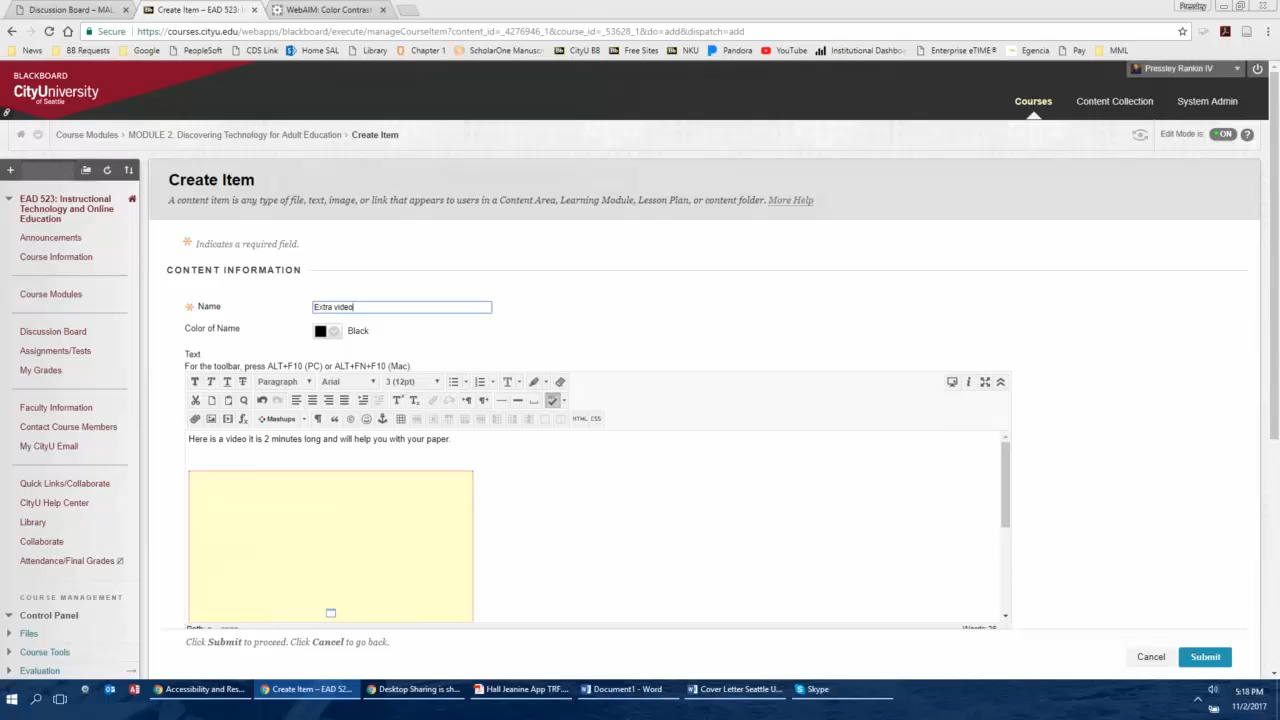 Discussion Board – MAL
Create Item – EAD 523:
WebAIM: Color Contrast
Pressley
Secure
https://courses.cityu.edu/webapps/blackboard/execute/manageCourseItem?content_id=_4276946_1&course_id=_53628_1&do=add&dispatch=add
News
BB Requests
Google
PeopleSoft
CDS Link
Home SAL
Library
Chapter 1
ScholarOne Manuscr
CityU BB
Free Sites
NKU
Pandora
YouTube
Institutional Dashbo
Enterprise eTIME®
Egencia
Pay
MML
BLACKBOARD
CityUniversity
of Seattle
Pressley Rankin IV
Courses
Content Collection
System Admin
Course Modules > MODULE 2: Discovering Technology for Adult Education > Create Item
Edit Mode is: ON ?
EAD 523: Instructional
Technology and Online
Education
Announcements
Course Information
Course Modules
Discussion Board
Assignments/Tests
My Grades
Faculty Information
Contact Course Members
My CityU Email
Quick Links/Collaborate
CityU Help Center
Library
Collaborate
Attendance/Final Grades
COURSE MANAGEMENT
Control Panel
Files
Course Tools
Evaluation
Create Item
A content item is any type of file, text, image, or link that appears to users in a Content Area, Learning Module, Lesson Plan, or content folder. More Help
Indicates a required field.
CONTENT INFORMATION
Name
Extra video
Color of Name
Black
Text
For the toolbar, press ALT+F10 (PC) or ALT+FN+F10 (Mac).
T T T T Paragraph Arial 3 (12pt)
Mashups
HTML CSS
Here is a video it is 2 minutes long and will help you with your paper.
Click Submit to proceed. Click Cancel to go back.
Cancel
Submit
Accessibility and Res...
Create Item – EAD 52...
Desktop Sharing is sh...
Hall Jeanine App TRF....
Document1 - Word
Cover Letter Seattle U...
Skype
5:18 PM
11/2/2017